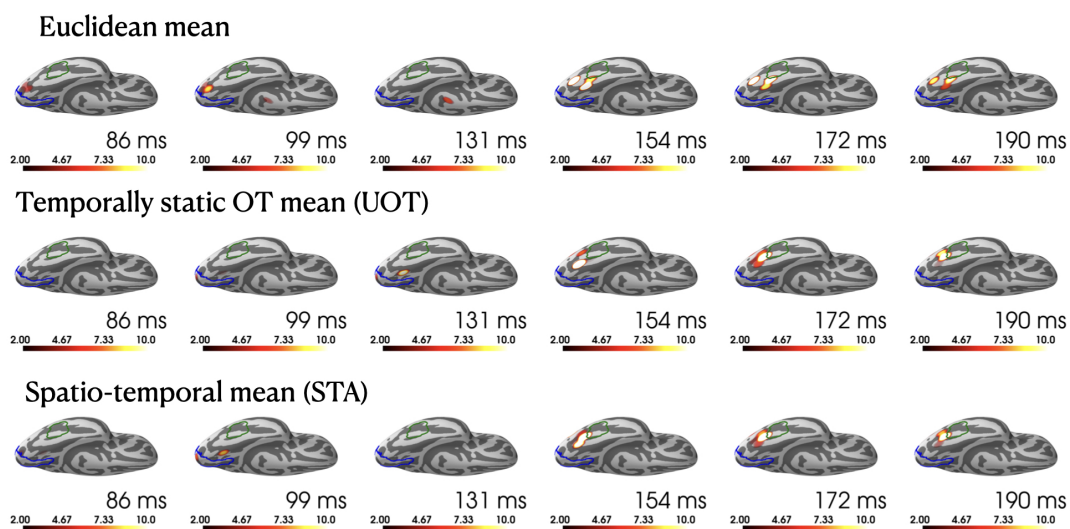 Euclidean mean
86 ms 99 ms 131 ms 154 ms 172 ms 190 ms
2.00 4.67 7.33 10.0 2.00 4.67 7.33 10.0 2.00 4.67 7.33 10.0 2.00 4.67 7.33 10.0 2.00 4.67 7.33 10.0 2.00 4.67 7.33 10.0
Temporally static OT mean (UOT)
86 ms 99 ms 131 ms 154 ms 172 ms 190 ms
2.00 4.67 7.33 10.0 2.00 4.67 7.33 10.0 2.00 4.67 7.33 10.0 2.00 4.67 7.33 10.0 2.00 4.67 7.33 10.0 2.00 4.67 7.33 10.0
Spatio-temporal mean (STA)
86 ms 99 ms 131 ms 154 ms 172 ms 190 ms
2.00 4.67 7.33 10.0 2.00 4.67 7.33 10.0 2.00 4.67 7.33 10.0 2.00 4.67 7.33 10.0 2.00 4.67 7.33 10.0 2.00 4.67 7.33 10.0